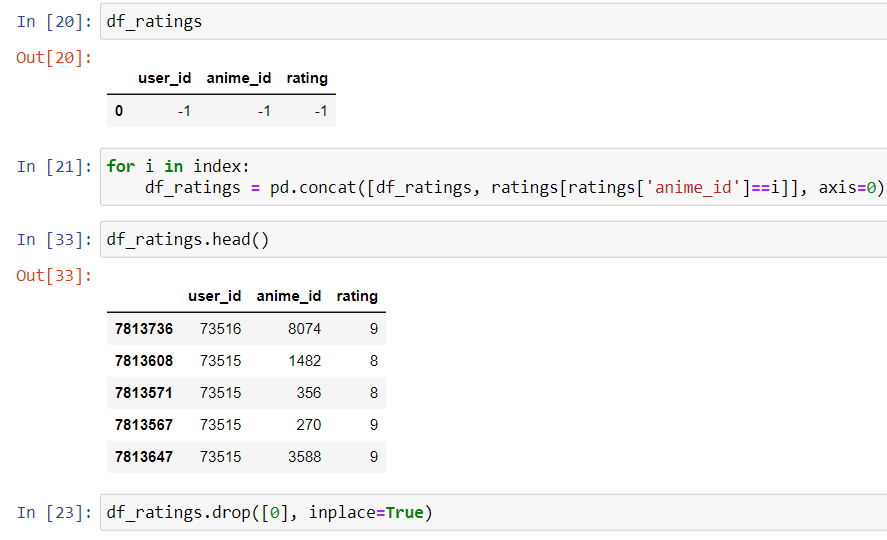 In [20]: df_ratings
Out[20]:
user_id anime_id rating
0 -1 -1 -1
In [21]: for i in index:
df_ratings = pd.concat([df_ratings, ratings[ratings['anime_id']==i]], axis=0)
In [33]: df_ratings.head()
Out[33]:
user_id anime_id rating
7813736 73516 8074 9
7813608 73515 1482 8
7813571 73515 356 8
7813567 73515 270 9
7813647 73515 3588 9
In [23]: df_ratings.drop([0], inplace=True)